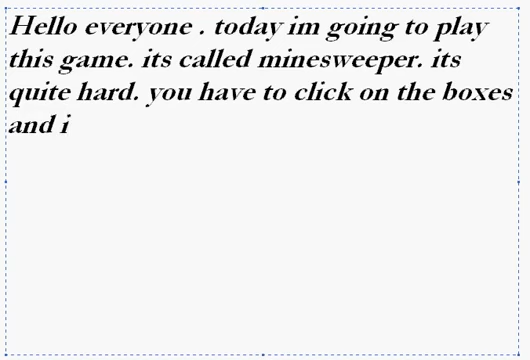 Hello everyone . today im going to play
this game. its called minesweeper. its
quite hard. you have to click on the boxes
and i